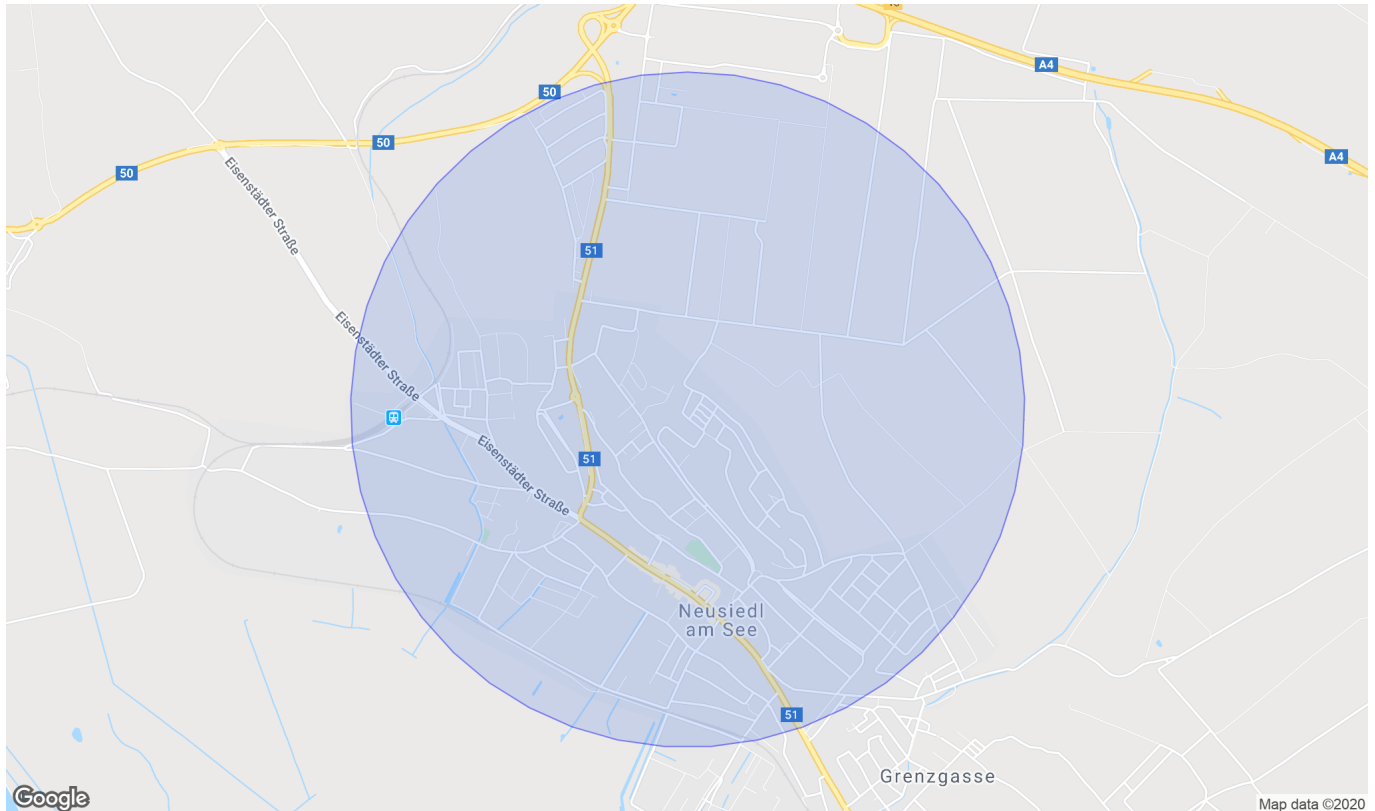 A4
50
50
A4
50
Eisenstädter Straße
51
Eisenstädter Straße
Eisenstädter Straße
51
Neusiedl
am See
51
Grenzgasse
Google
Map data ©2020